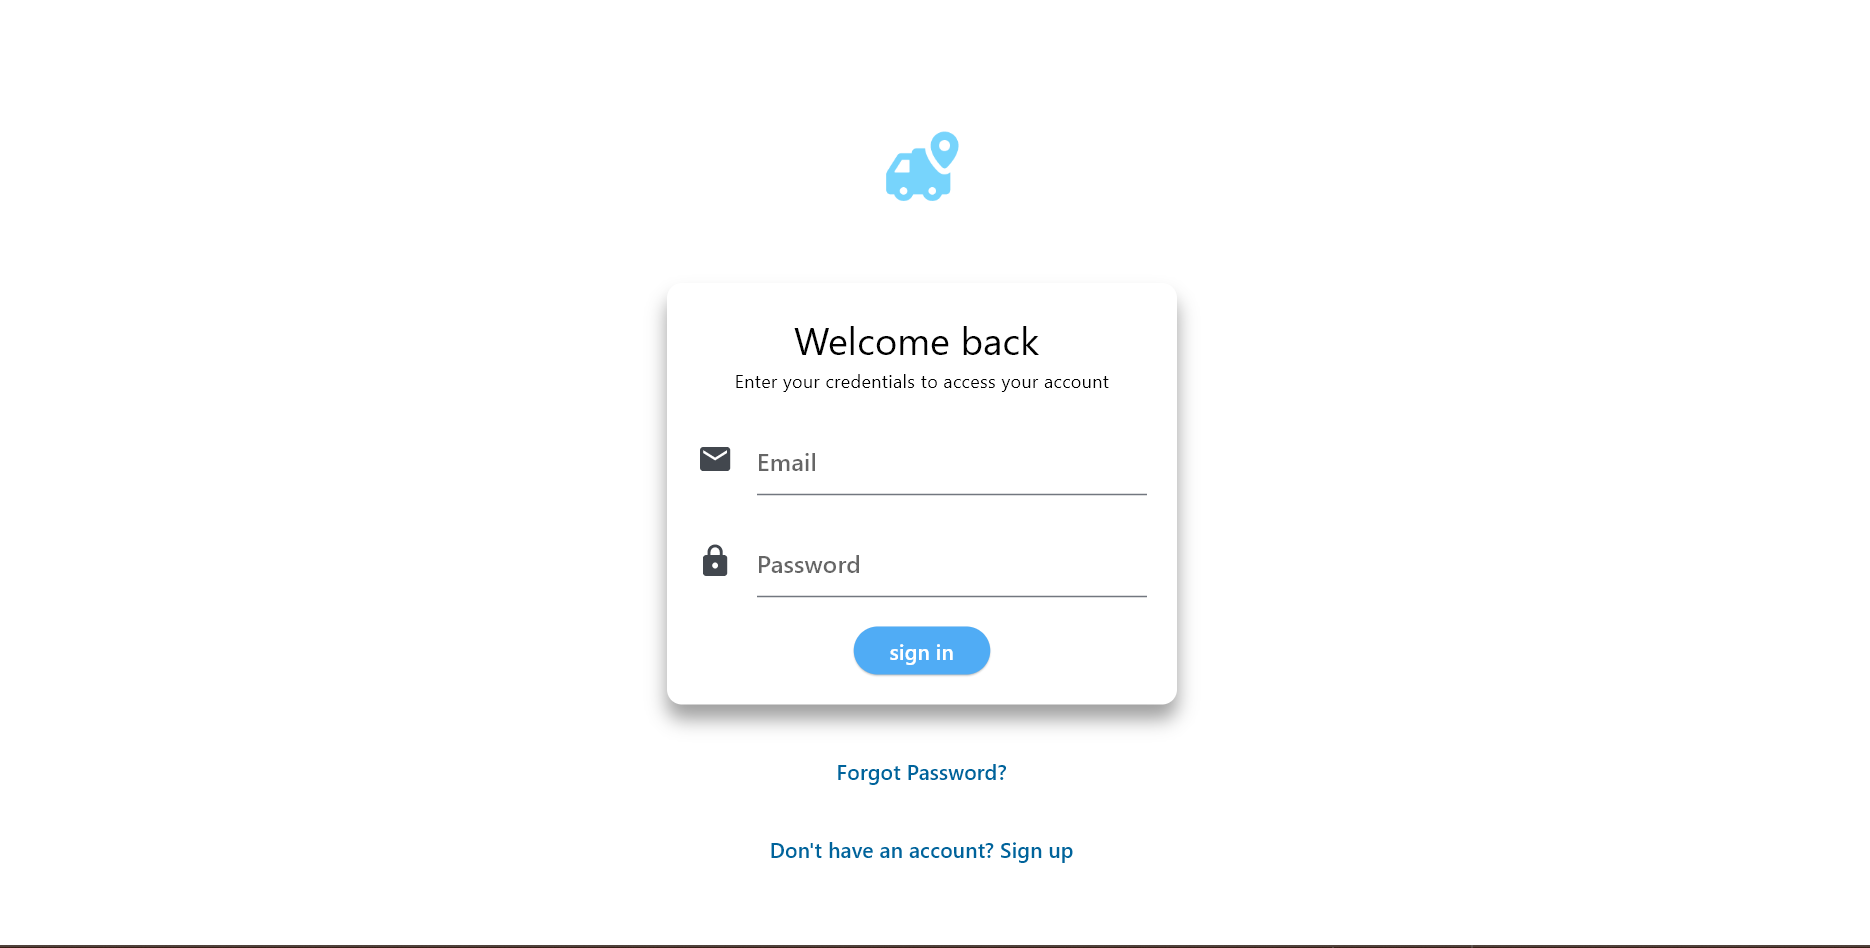 Welcome back
Enter your credentials to access your account
Email
Password
sign in
Forgot Password?
Don't have an account? Sign up